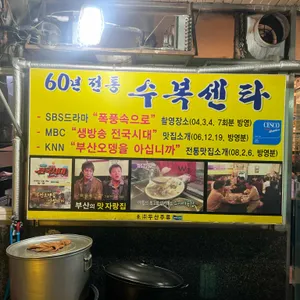 60년 전통 수복센타
- SBS드라마 "폭풍속으로" 촬영장소(04,3,4, 7회분 방영)
- MBC "생방송 전국시대" 맛집소개(06,12,19, 방영분)
- KNN "부산오뎅을 아십니까" 전통맛집소개(08,2,6, 방영분)
CESCO
부산의 맛자랑집